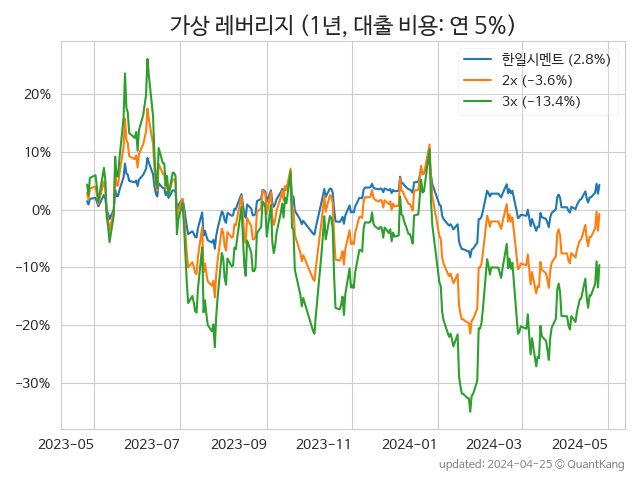 가상 레버리지 (1년, 대출 비용: 연 5%)
한일시멘트 (2.8%)
2x (−3.6%)
3x (−13.4%)
20%
10%
0%
−10%
−20%
−30%
2023-05 2023-07 2023-09 2023-11 2024-01 2024-03 2024-05
updated: 2024-04-25 © QuantKang